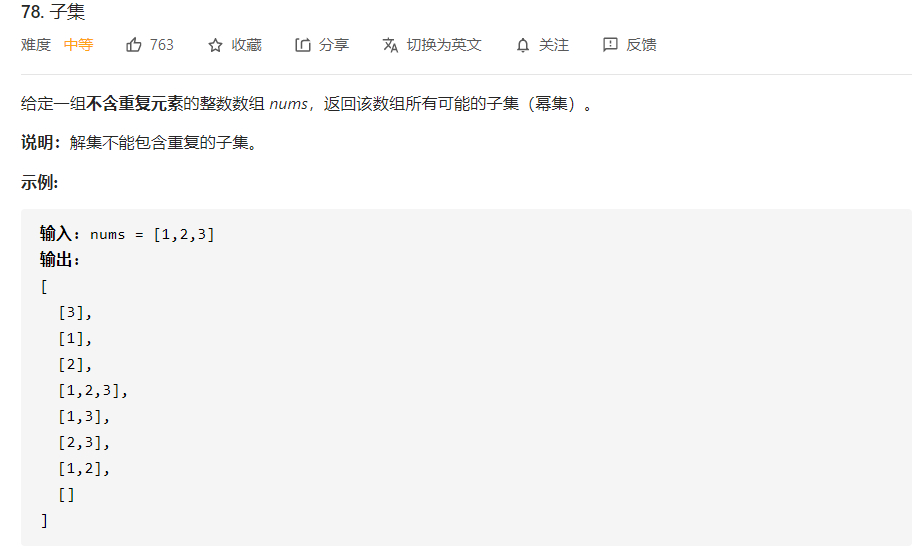 78. 子集
难度 中等 763 收藏 分享 切换为英文 关注 反馈
给定一组不含重复元素的整数数组 nums，返回该数组所有可能的子集（幂集）。
说明：解集不能包含重复的子集。
示例:
输入：nums = [1,2,3]
输出：
[
  [3],
  [1],
  [2],
  [1,2,3],
  [1,3],
  [2,3],
  [1,2],
  []
]